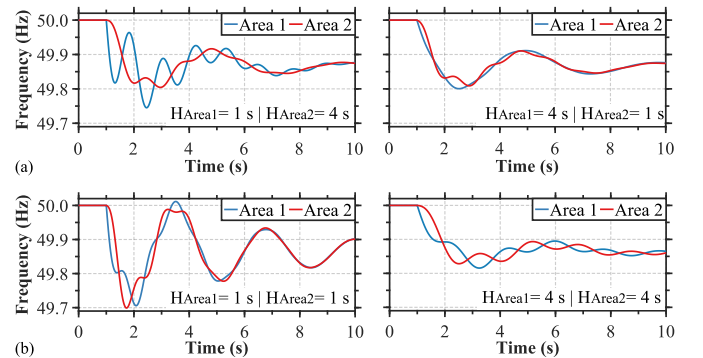 Frequency (Hz)
50.0
49.9
49.8
49.7
Area 1 Area 2
HArea1= 1 s | HArea2= 4 s
0 2 4 6 8 10
Time (s)
Area 1 Area 2
HArea1= 4 s | HArea2= 1 s
0 2 4 6 8 10
Time (s)
(a)
Frequency (Hz)
50.0
49.9
49.8
49.7
Area 1 Area 2
HArea1= 1 s | HArea2= 1 s
0 2 4 6 8 10
Time (s)
Area 1 Area 2
HArea1= 4 s | HArea2= 4 s
0 2 4 6 8 10
Time (s)
(b)